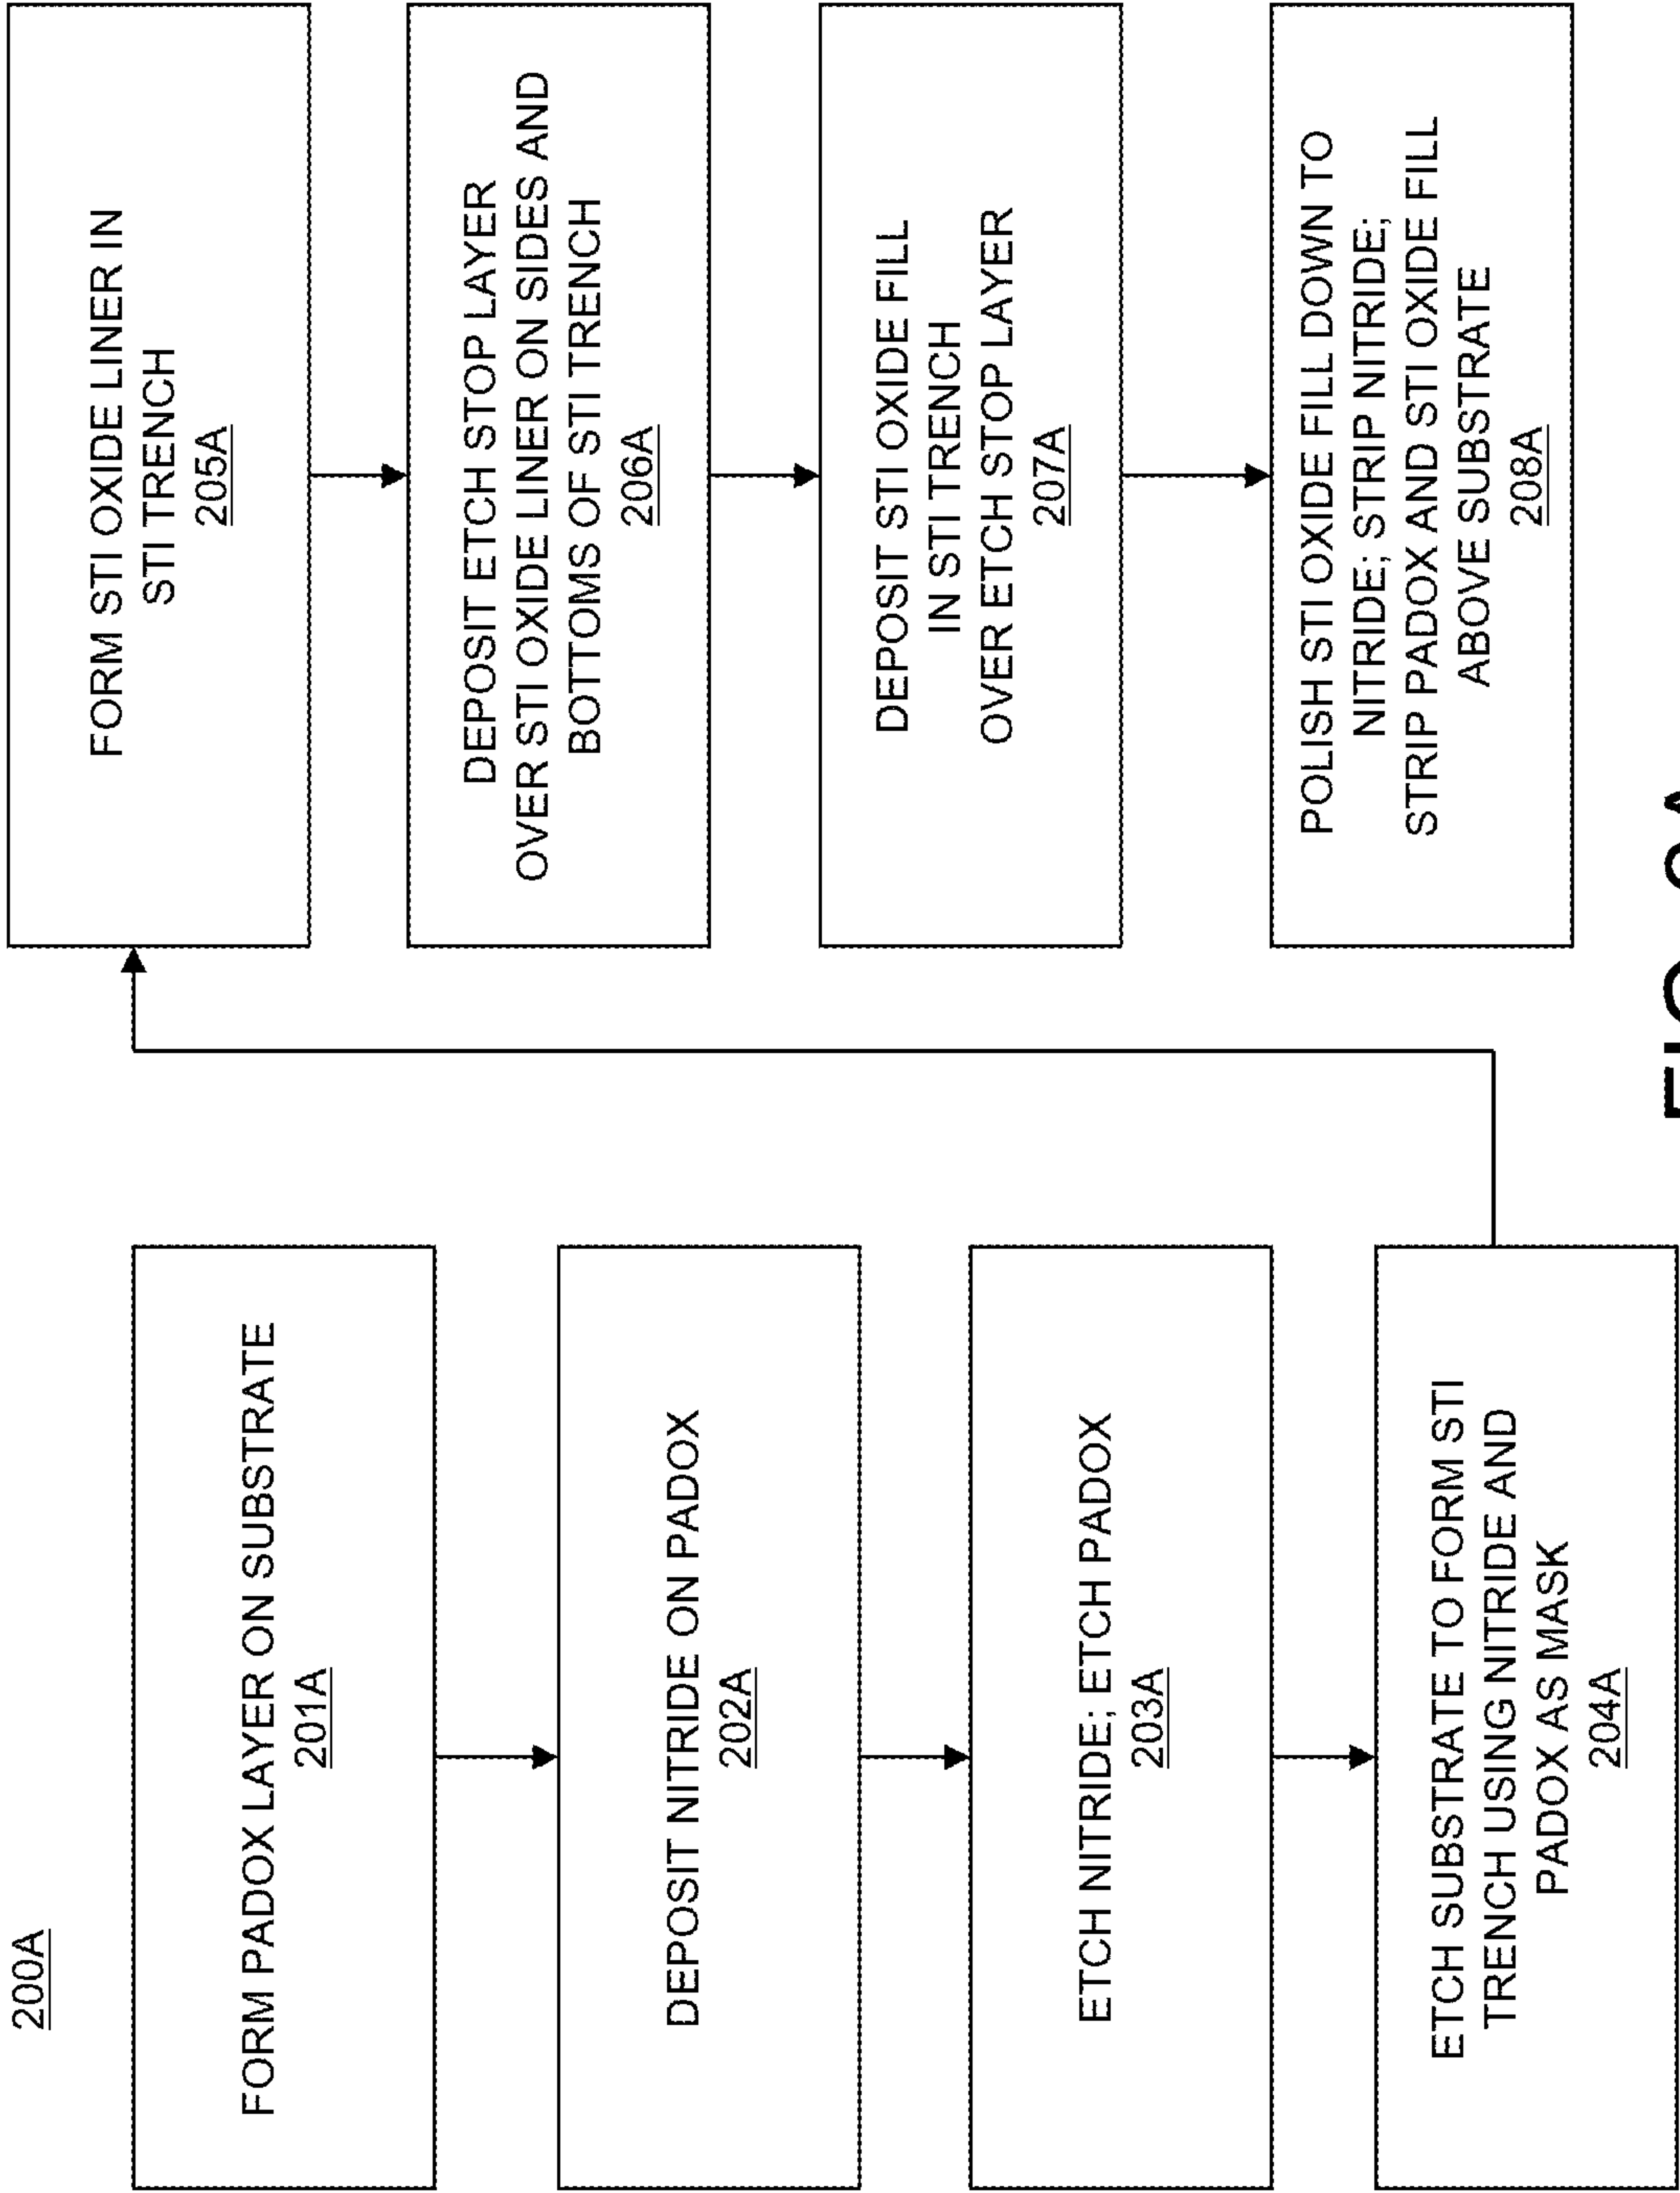 200A
FORM PADOX LAYER ON SUBSTRATE
201A
DEPOSIT NITRIDE ON PADOX
202A
ETCH NITRIDE; ETCH PADOX
203A
ETCH SUBSTRATE TO FORM STI
TRENCH USING NITRIDE AND
PADOX AS MASK
204A
FORM STI OXIDE LINER IN
STI TRENCH
205A
DEPOSIT ETCH STOP LAYER
OVER STI OXIDE LINER ON SIDES AND
BOTTOMS OF STI TRENCH
206A
DEPOSIT STI OXIDE FILL
IN STI TRENCH
OVER ETCH STOP LAYER
207A
POLISH STI OXIDE FILL DOWN TO
NITRIDE; STRIP NITRIDE;
STRIP PADOX AND STI OXIDE FILL
ABOVE SUBSTRATE
208A